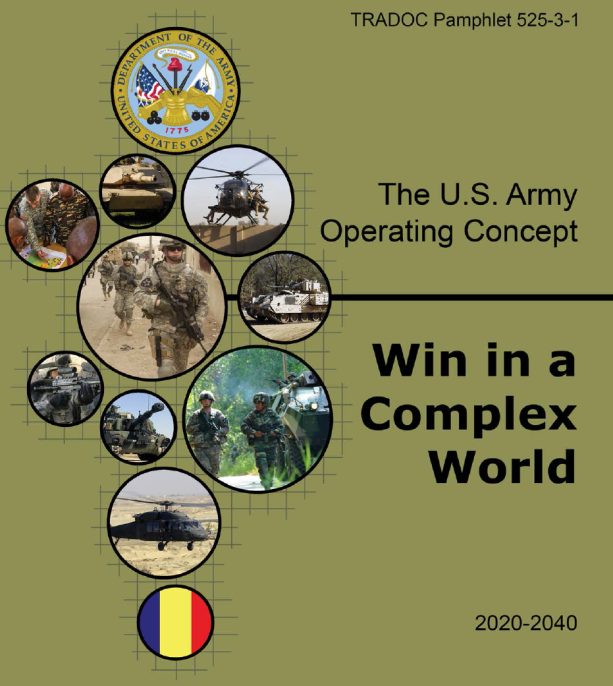 TRADOC Pamphlet 525-3-1
DEPARTMENT OF THE ARMY
UNITED STATES OF AMERICA
1775
The U.S. Army
Operating Concept
Win in a
Complex
World
2020-2040